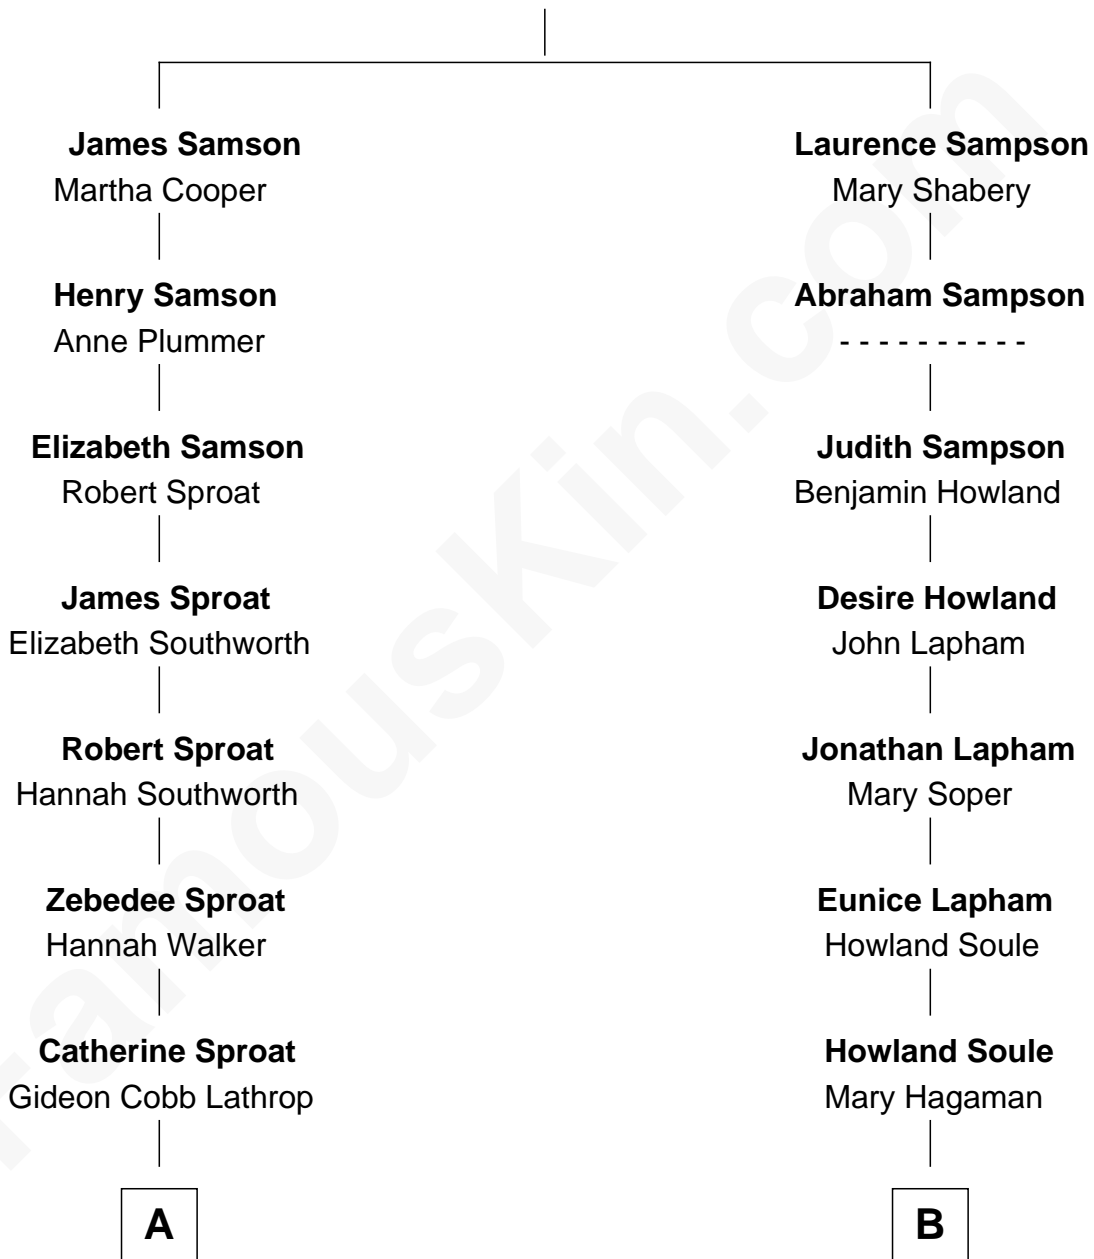 James Samson
Martha Cooper
Laurence Sampson
Mary Shabery
Henry Samson
Anne Plummer
Abraham Sampson
- - - - - - - - - -
Elizabeth Samson
Robert Sproat
Judith Sampson
Benjamin Howland
James Sproat
Elizabeth Southworth
Desire Howland
John Lapham
Robert Sproat
Hannah Southworth
Jonathan Lapham
Mary Soper
Zebedee Sproat
Hannah Walker
Eunice Lapham
Howland Soule
Catherine Sproat
Gideon Cobb Lathrop
Howland Soule
Mary Hagaman
A
B
FamousKin.com